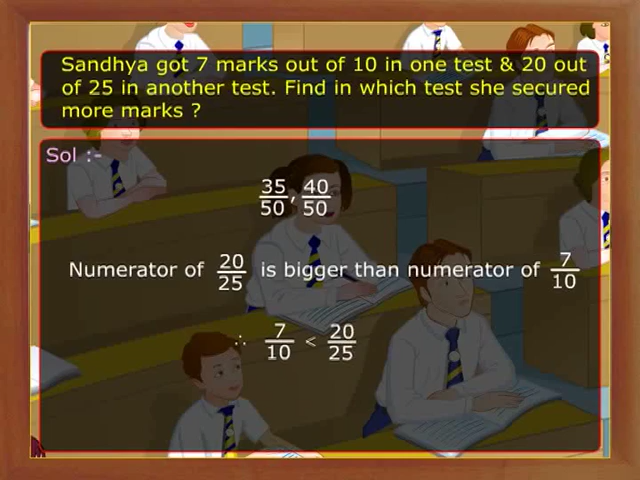 Sandhya got 7 marks out of 10 in one test & 20 out
of 25 in another test. Find in which test she secured
more marks ?
Sol :-
35/50 , 40/50
Numerator of 20/25 is bigger than numerator of 7/10
∴ 7/10 < 20/25